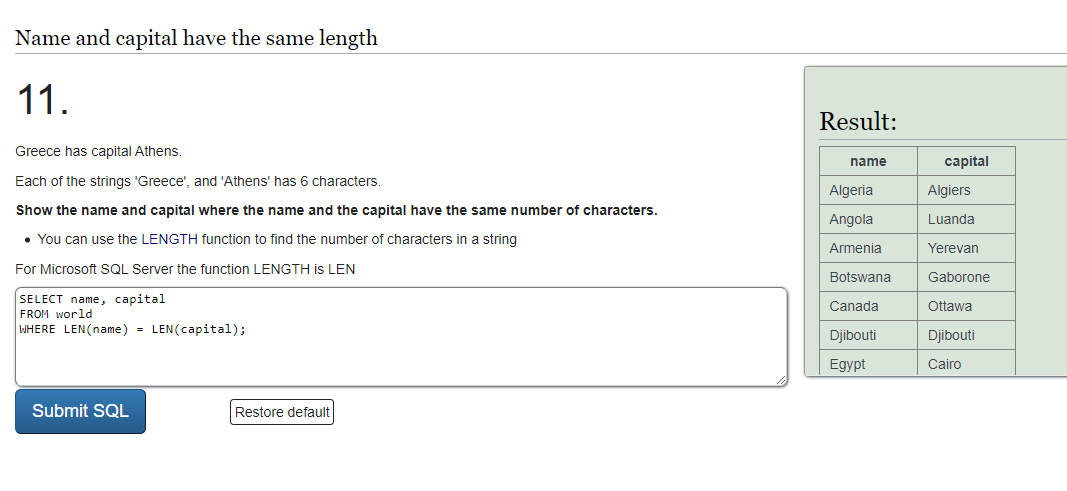 Name and capital have the same length
11.
Greece has capital Athens.
Each of the strings 'Greece', and 'Athens' has 6 characters.
Show the name and capital where the name and the capital have the same number of characters.
• You can use the LENGTH function to find the number of characters in a string
For Microsoft SQL Server the function LENGTH is LEN
SELECT name, capital
FROM world
WHERE LEN(name) = LEN(capital);
Submit SQL
Restore default
Result:
name capital
Algeria Algiers
Angola Luanda
Armenia Yerevan
Botswana Gaborone
Canada Ottawa
Djibouti Djibouti
Egypt Cairo